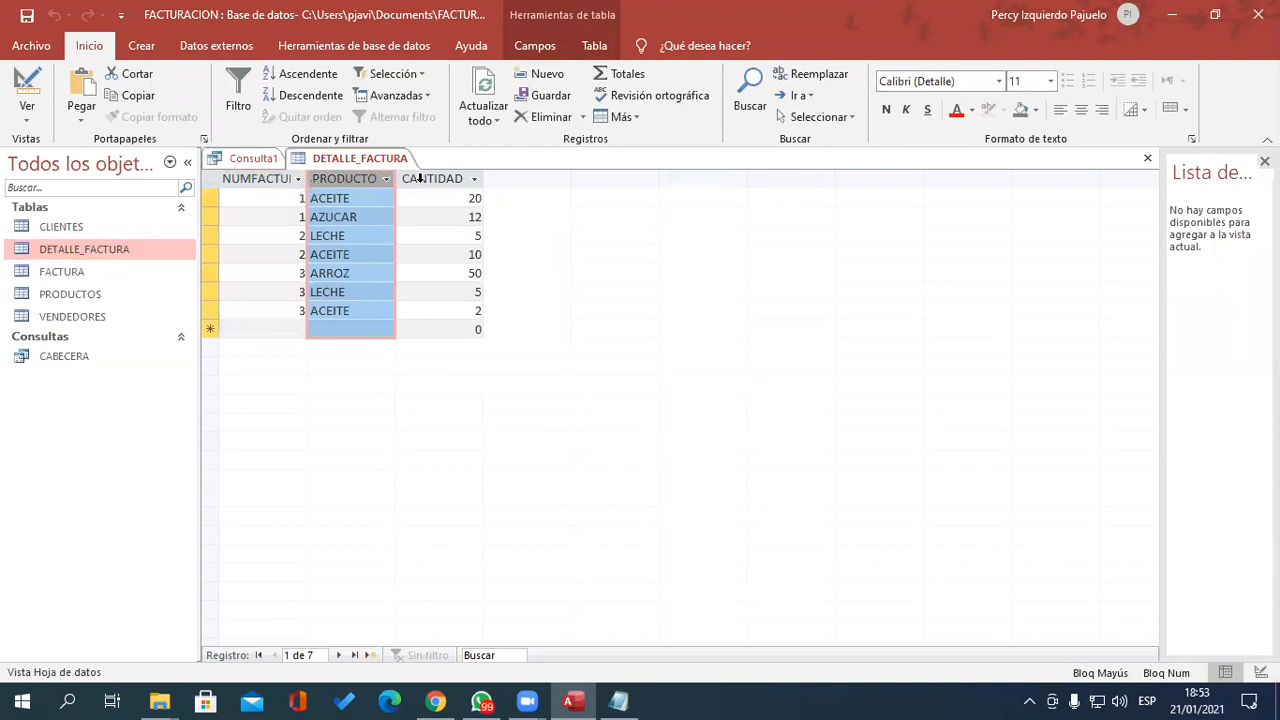 FACTURACION : Base de datos- C:\Users\pjavi\Documents\FACTUR... Herramientas de tabla Percy Izquierdo Pajuelo PI
Archivo Inicio Crear Datos externos Herramientas de base de datos Ayuda Campos Tabla ¿Qué desea hacer?
Ver
Vistas
Pegar
Cortar
Copiar
Copiar formato
Portapapeles
Filtro
Ascendente
Descendente
Quitar orden
Selección
Avanzadas
Alternar filtro
Ordenar y filtrar
Actualizar
todo
Nuevo
Guardar
Eliminar
Totales
Revisión ortográfica
Más
Registros
Buscar
Reemplazar
Ir a
Seleccionar
Buscar
Calibri (Detalle) 11
N K S
Formato de texto
Todos los objet...
Buscar...
Tablas
CLIENTES
DETALLE_FACTURA
FACTURA
PRODUCTOS
VENDEDORES
Consultas
CABECERA
Consulta1 DETALLE_FACTURA
NUMFACTUI PRODUCTO CANTIDAD
1 ACEITE 20
1 AZUCAR 12
2 LECHE 5
2 ACEITE 10
3 ARROZ 50
3 LECHE 5
3 ACEITE 2
0
Registro: 1 de 7 Sin filtro Buscar
Lista de...
No hay campos
disponibles para
agregar a la vista
actual.
Vista Hoja de datos Bloq Mayús Bloq Num
99
ESP
18:53
21/01/2021